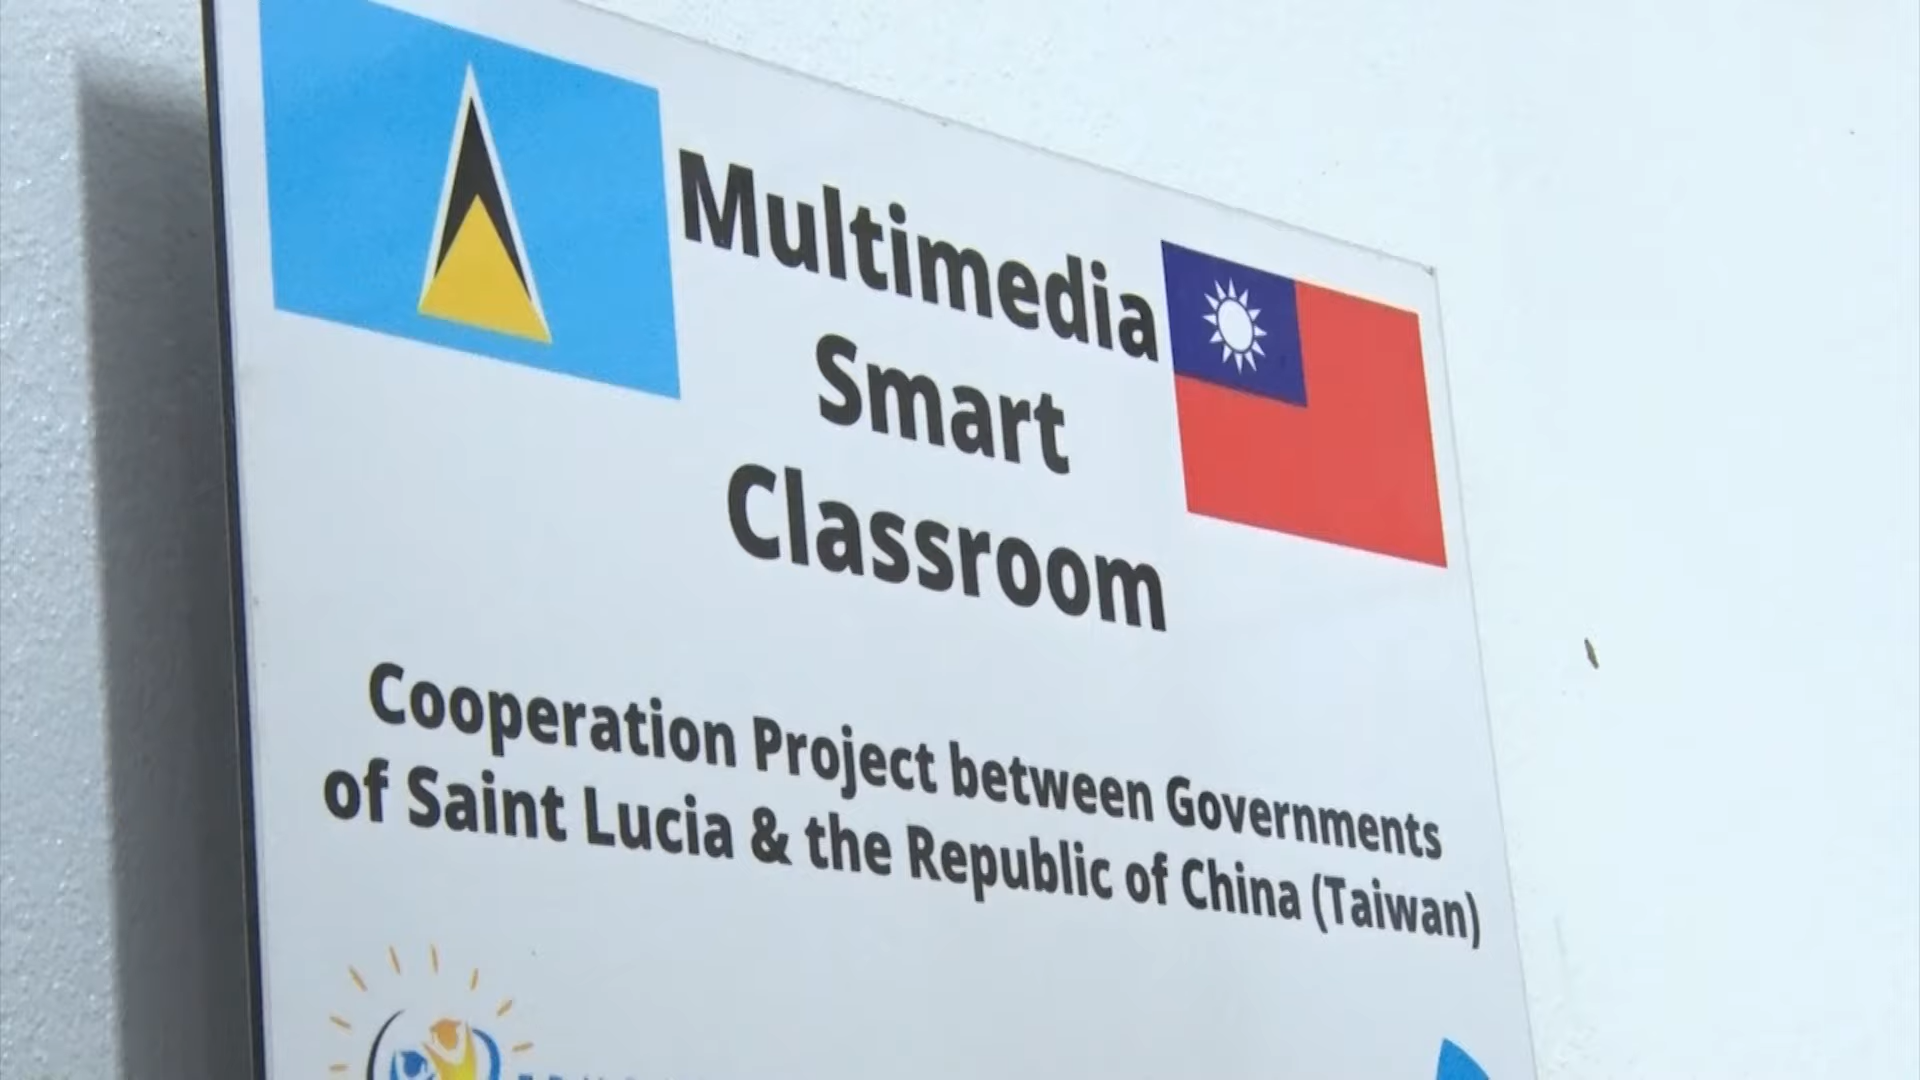 Multimedia
Smart
Classroom
Cooperation Project between Governments
of Saint Lucia & the Republic of China (Taiwan)